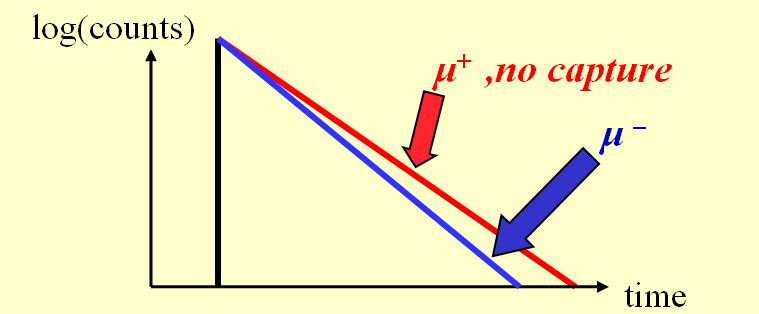 log(counts)
μ+ ,no capture
μ −
time